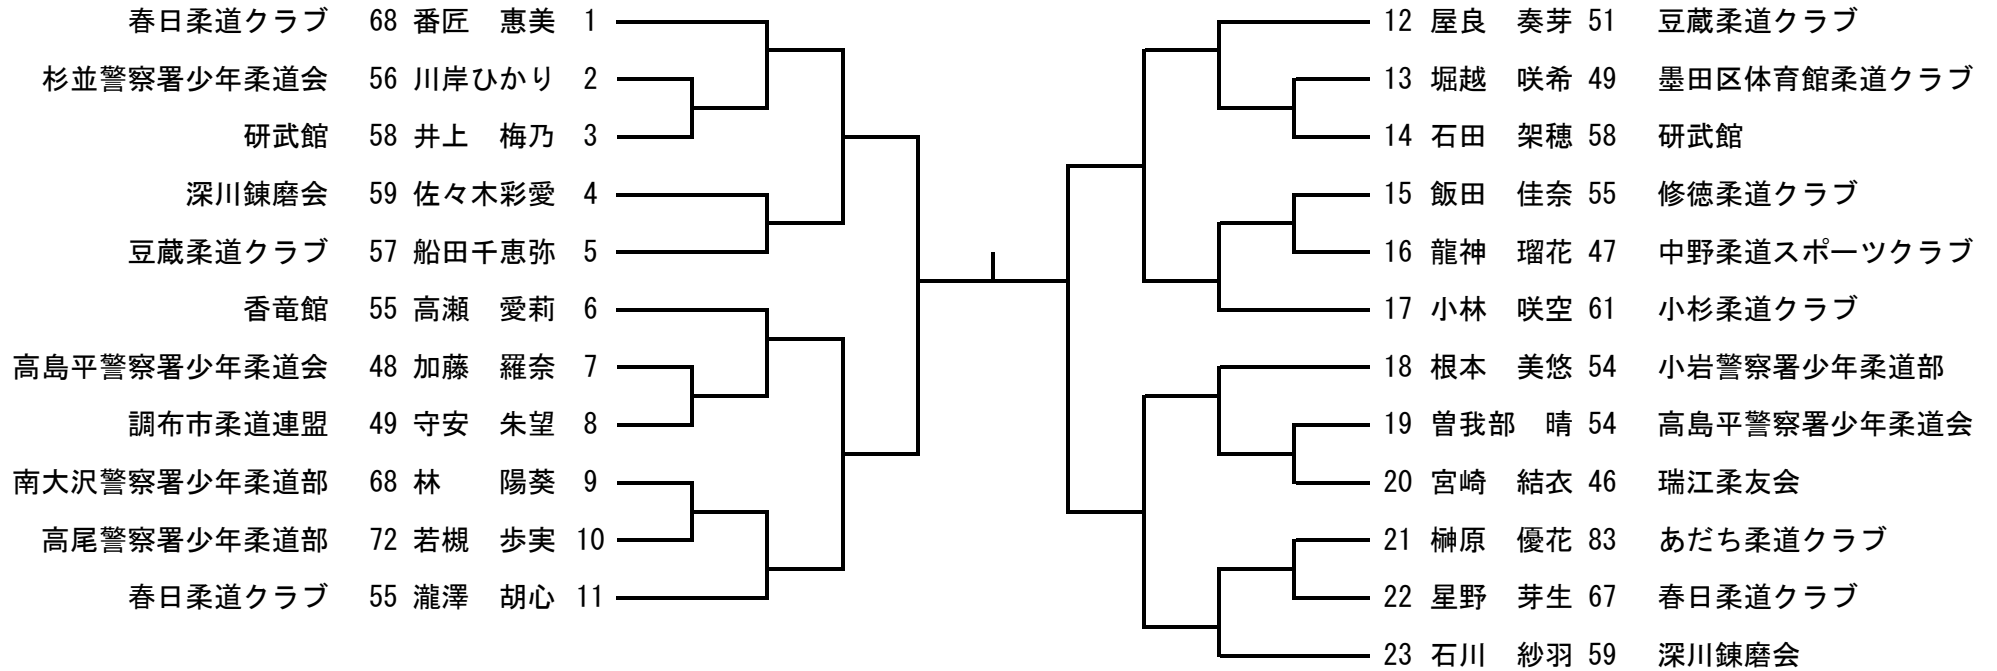 春日柔道クラブ 68 番匠　惠美 1
杉並警察署少年柔道会 56 川岸ひかり 2
研武館 58 井上　梅乃 3
深川錬磨会 59 佐々木彩愛 4
豆蔵柔道クラブ 57 船田千恵弥 5
香竜館 55 高瀬　愛莉 6
高島平警察署少年柔道会 48 加藤　羅奈 7
調布市柔道連盟 49 守安　朱望 8
南大沢警察署少年柔道部 68 林　　陽葵 9
高尾警察署少年柔道部 72 若槻　歩実 10
春日柔道クラブ 55 瀧澤　胡心 11
12 屋良　奏芽 51 豆蔵柔道クラブ
13 堀越　咲希 49 墨田区体育館柔道クラブ
14 石田　架穂 58 研武館
15 飯田　佳奈 55 修徳柔道クラブ
16 龍神　瑠花 47 中野柔道スポーツクラブ
17 小林　咲空 61 小杉柔道クラブ
18 根本　美悠 54 小岩警察署少年柔道部
19 曽我部　晴 54 高島平警察署少年柔道会
20 宮崎　結衣 46 瑞江柔友会
21 榊原　優花 83 あだち柔道クラブ
22 星野　芽生 67 春日柔道クラブ
23 石川　紗羽 59 深川錬磨会